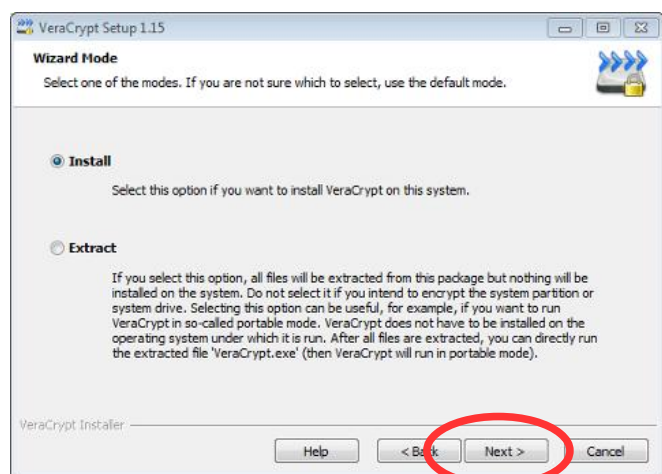 VeraCrypt Setup 1.15
Wizard Mode
Select one of the modes. If you are not sure which to select, use the default mode.
Install
Select this option if you want to install VeraCrypt on this system.
Extract
If you select this option, all files will be extracted from this package but nothing will be
installed on the system. Do not select it if you intend to encrypt the system partition or
system drive. Selecting this option can be useful, for example, if you want to run
VeraCrypt in so-called portable mode. VeraCrypt does not have to be installed on the
operating system under which it is run. After all files are extracted, you can directly run
the extracted file 'VeraCrypt.exe' (then VeraCrypt will run in portable mode).
VeraCrypt Installer
Help < Back Next > Cancel